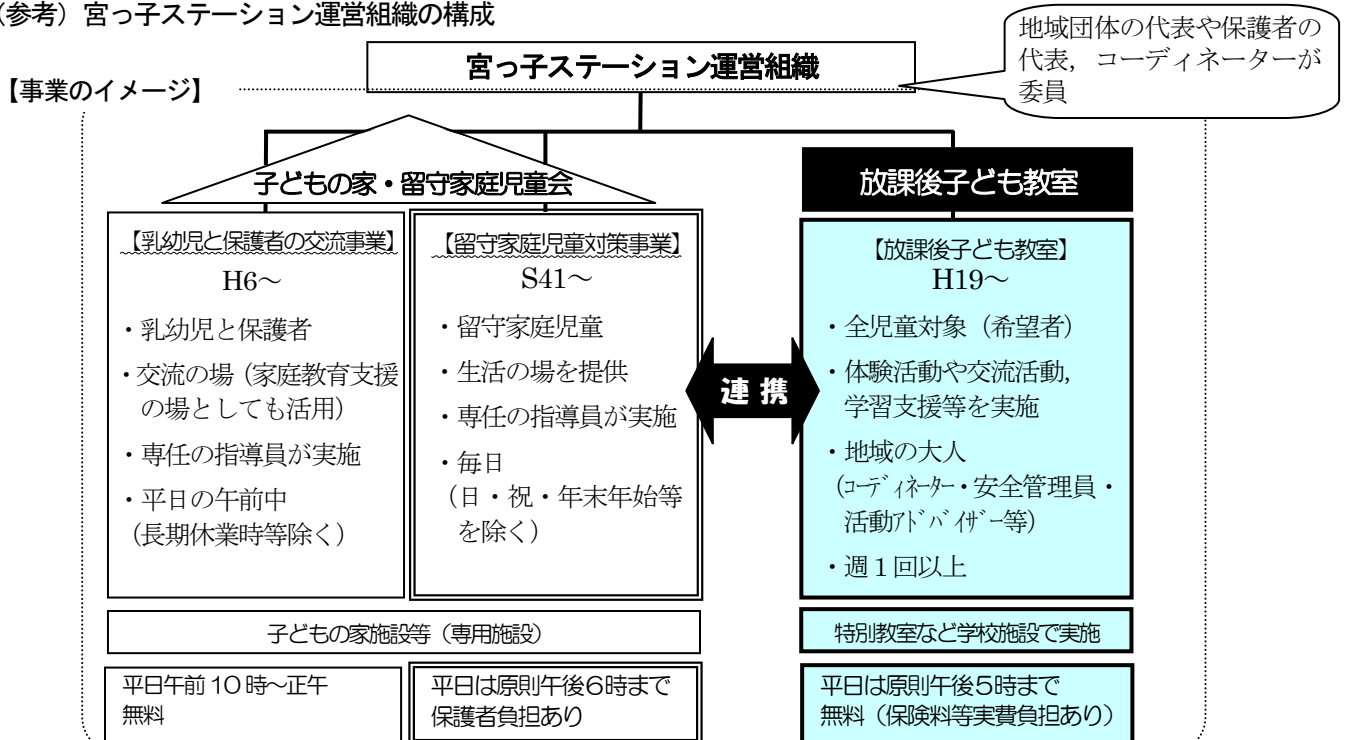 (参考）宮っ子ステーション運営組織の構成
地域団体の代表や保護者の
代表，コーディネーターが
委員
宮っ子ステーション運営組織
【事業のイメージ】
子どもの家・留守家庭児童会
放課後子ども教室
【乳幼児と保護者の交流事業】
H6～
・乳幼児と保護者
・交流の場（家庭教育支援
の場としても活用）
・専任の指導員が実施
・平日の午前中
（長期休業時等除く）
【留守家庭児童対策事業】
S41～
・留守家庭児童
・生活の場を提供
・専任の指導員が実施
・毎日
（日・祝・年末年始等
を除く）
連携
【放課後子ども教室】
H19～
・全児童対象（希望者）
・体験活動や交流活動，
学習支援等を実施
・地域の大人
（ｺｰﾃﾞｨﾈｰﾀｰ・安全管理員・
活動ｱﾄﾞﾊﾞｲｻﾞｰ等）
・週１回以上
子どもの家施設等（専用施設）
特別教室など学校施設で実施
平日午前10時～正午
無料
平日は原則午後6時まで
保護者負担あり
平日は原則午後5時まで
無料（保険料等実費負担あり）